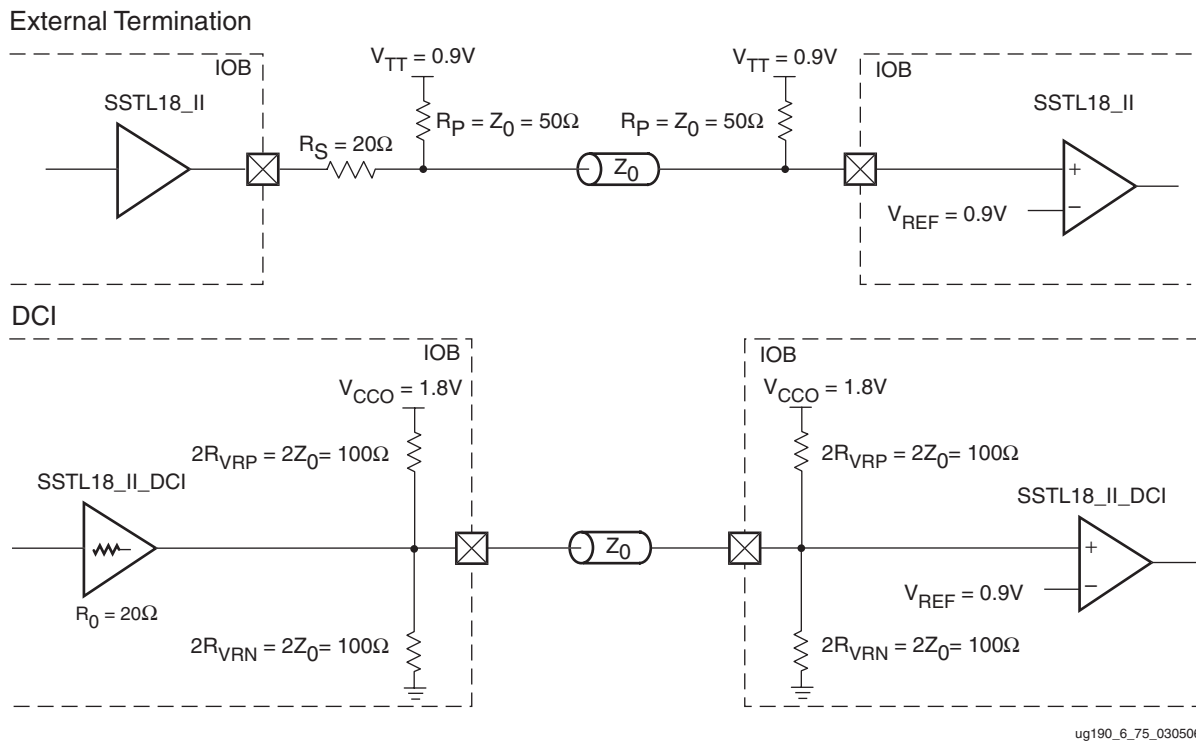 External Termination
IOB
SSTL18_II
V_TT = 0.9V
R_S = 20Ω
R_P = Z_0 = 50Ω
Z_0
V_TT = 0.9V
R_P = Z_0 = 50Ω
IOB
SSTL18_II
+
–
V_REF = 0.9V
DCI
IOB
V_CCO = 1.8V
2R_VRP = 2Z_0= 100Ω
SSTL18_II_DCI
R_0 = 20Ω
2R_VRN = 2Z_0= 100Ω
Z_0
IOB
V_CCO = 1.8V
2R_VRP = 2Z_0= 100Ω
SSTL18_II_DCI
+
–
V_REF = 0.9V
2R_VRN = 2Z_0= 100Ω
ug190_6_75_030506